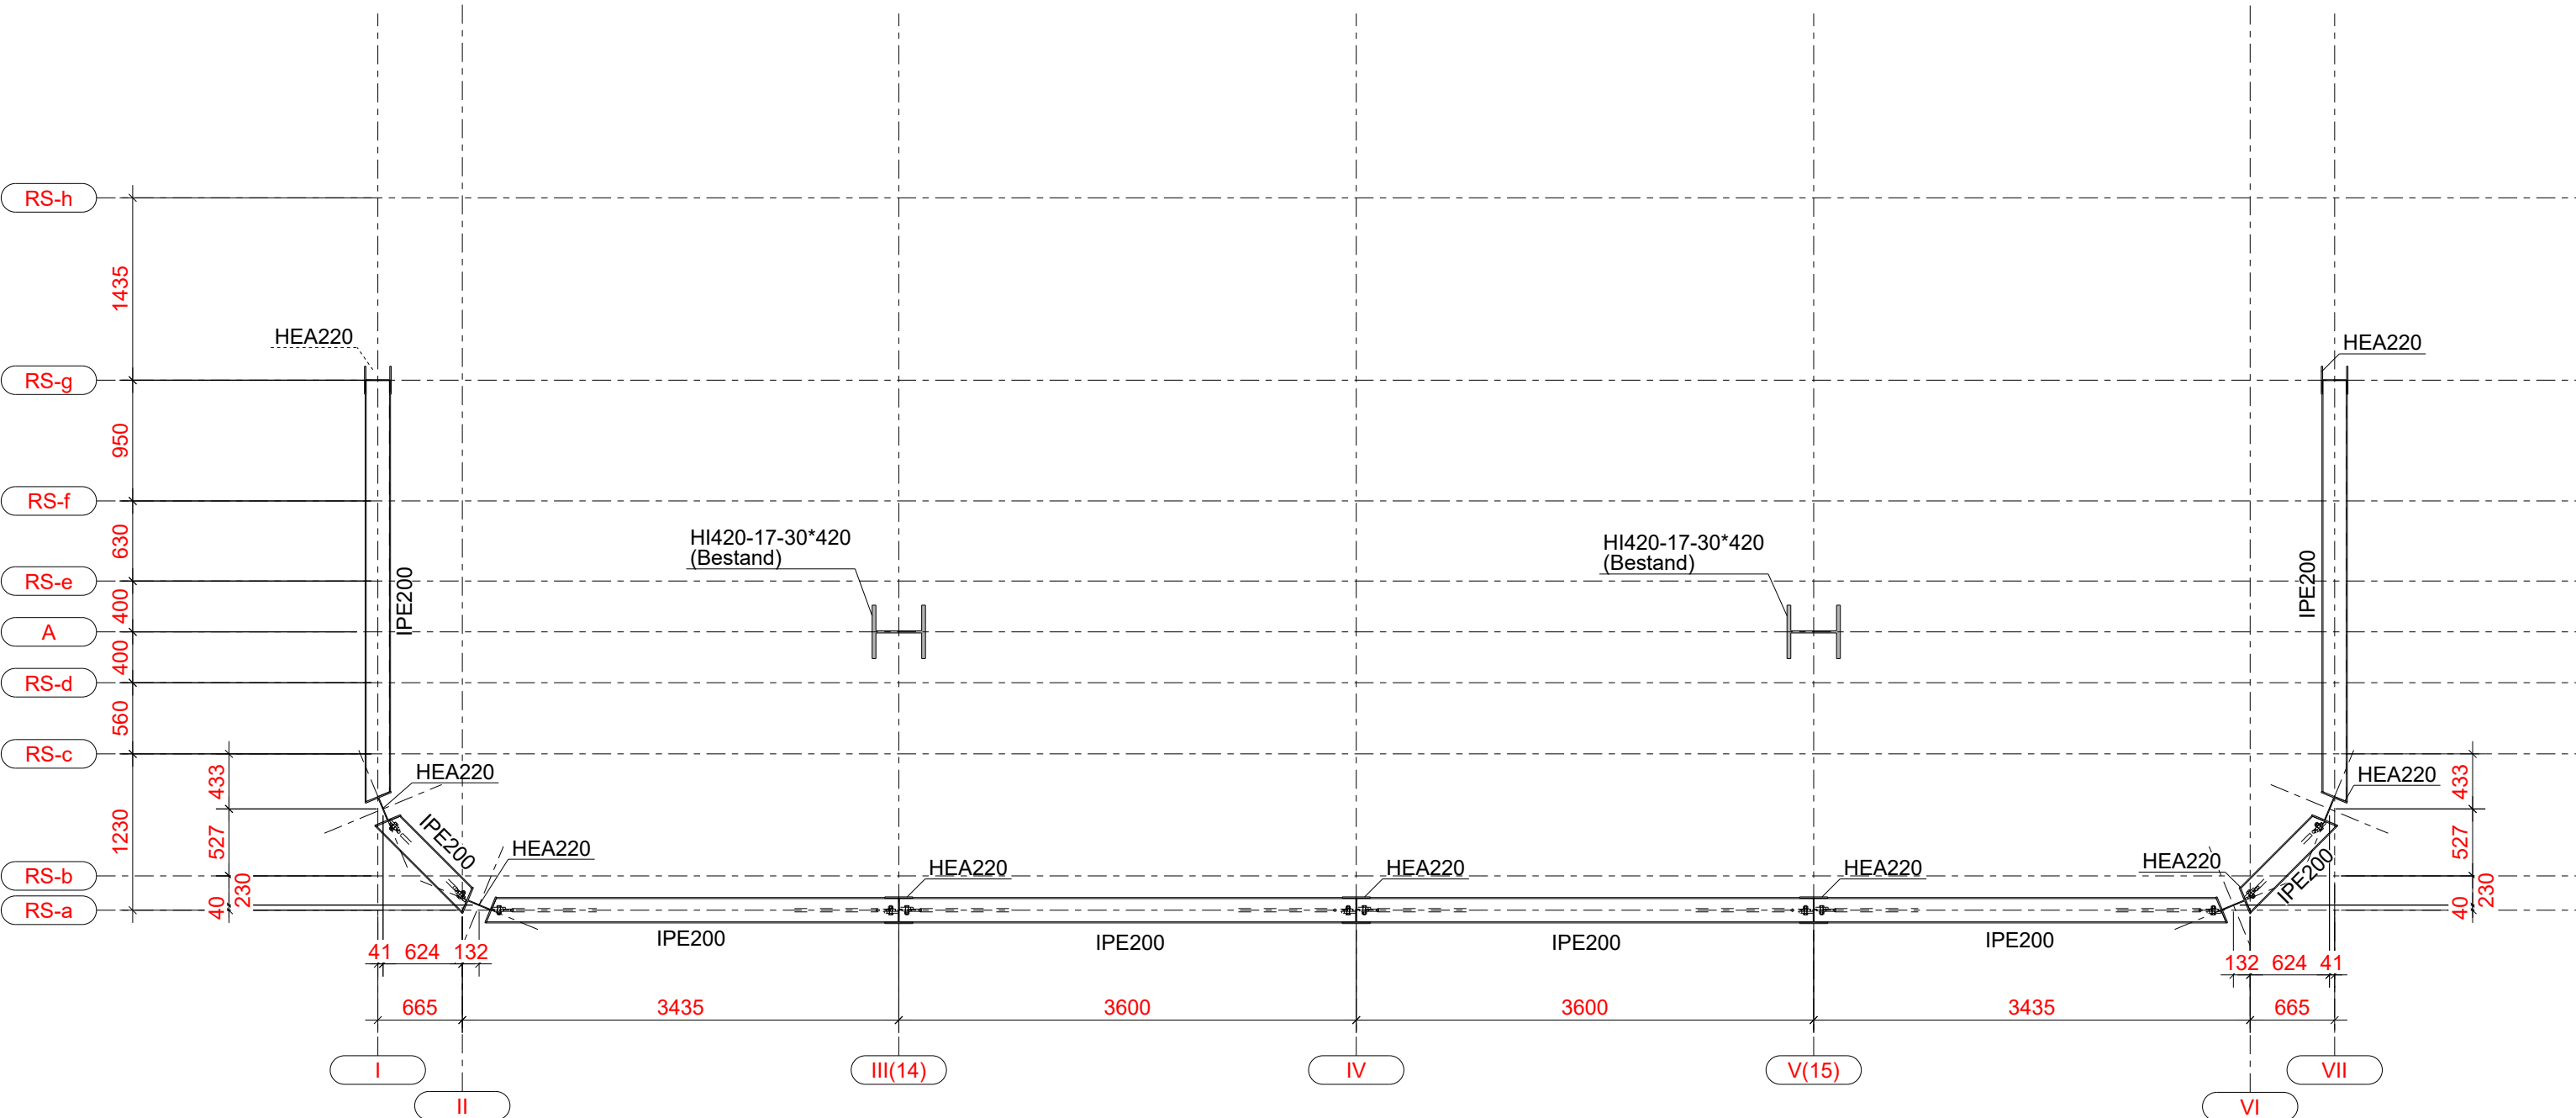 RS-h
1435
HEA220
HEA220
RS-g
950
RS-f
630
HI420-17-30*420
(Bestand)
HI420-17-30*420
(Bestand)
RS-e
400
IPE200
IPE200
A
400
RS-d
560
RS-c
433
HEA220
HEA220
433
1230
527
IPE200
HEA220
HEA220
HEA220
HEA220
HEA220
IPE200
527
RS-b
230
230
RS-a
40
40
IPE200
IPE200
IPE200
IPE200
41
624
132
132
624
41
665
3435
3600
3600
3435
665
I
III(14)
IV
V(15)
VII
II
VI